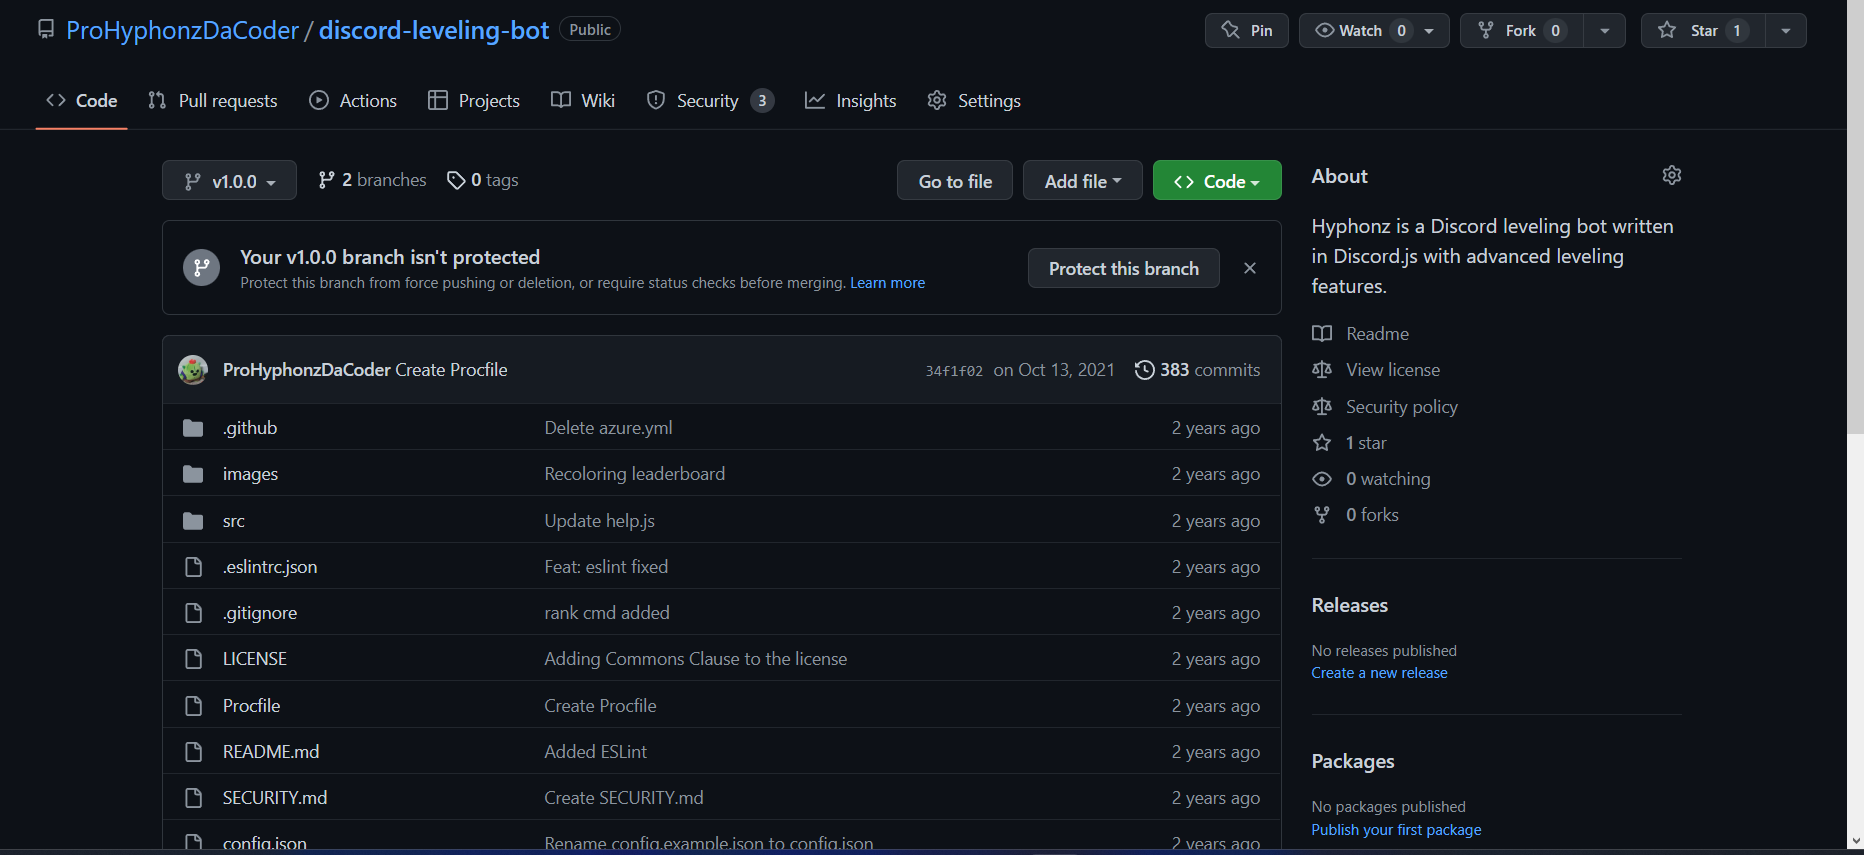 ProHyphonzDaCoder / discord-leveling-bot Public
Pin Watch 0 Fork 0 Star 1
Code Pull requests Actions Projects Wiki Security 3 Insights Settings
v1.0.0 2 branches 0 tags Go to file Add file Code
Your v1.0.0 branch isn't protected
Protect this branch from force pushing or deletion, or require status checks before merging. Learn more
Protect this branch
ProHyphonzDaCoder Create Procfile 34f1f02 on Oct 13, 2021 383 commits
.github Delete azure.yml 2 years ago
images Recoloring leaderboard 2 years ago
src Update help.js 2 years ago
.eslintrc.json Feat: eslint fixed 2 years ago
.gitignore rank cmd added 2 years ago
LICENSE Adding Commons Clause to the license 2 years ago
Procfile Create Procfile 2 years ago
README.md Added ESLint 2 years ago
SECURITY.md Create SECURITY.md 2 years ago
config.json Rename config.example.json to config.json 2 years ago
About
Hyphonz is a Discord leveling bot written
in Discord.js with advanced leveling
features.
Readme
View license
Security policy
1 star
0 watching
0 forks
Releases
No releases published
Create a new release
Packages
No packages published
Publish your first package